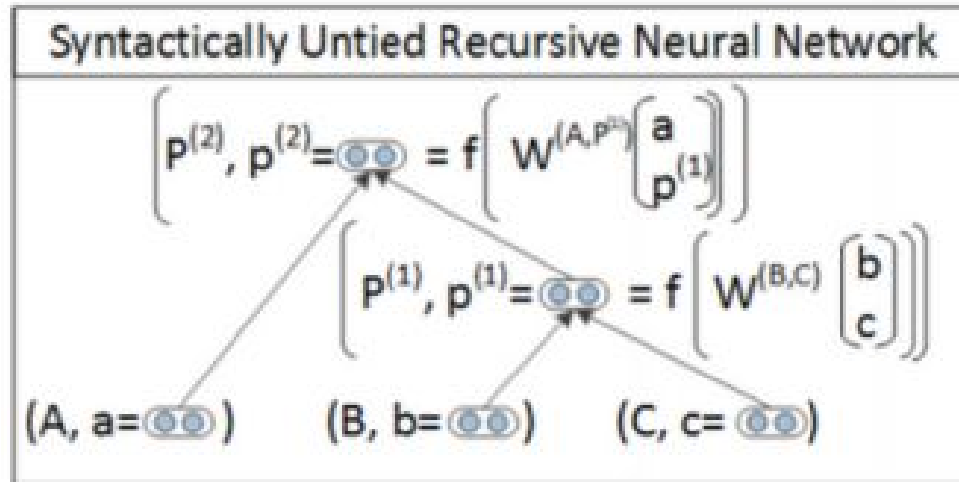 Syntactically Untied Recursive Neural Network
(P^(2), p^(2)= = f(W^(A,P^(1))(a p^(1))))
(P^(1), p^(1)= = f(W^(B,C)(b c)))
(A, a= ) (B, b= ) (C, c= )